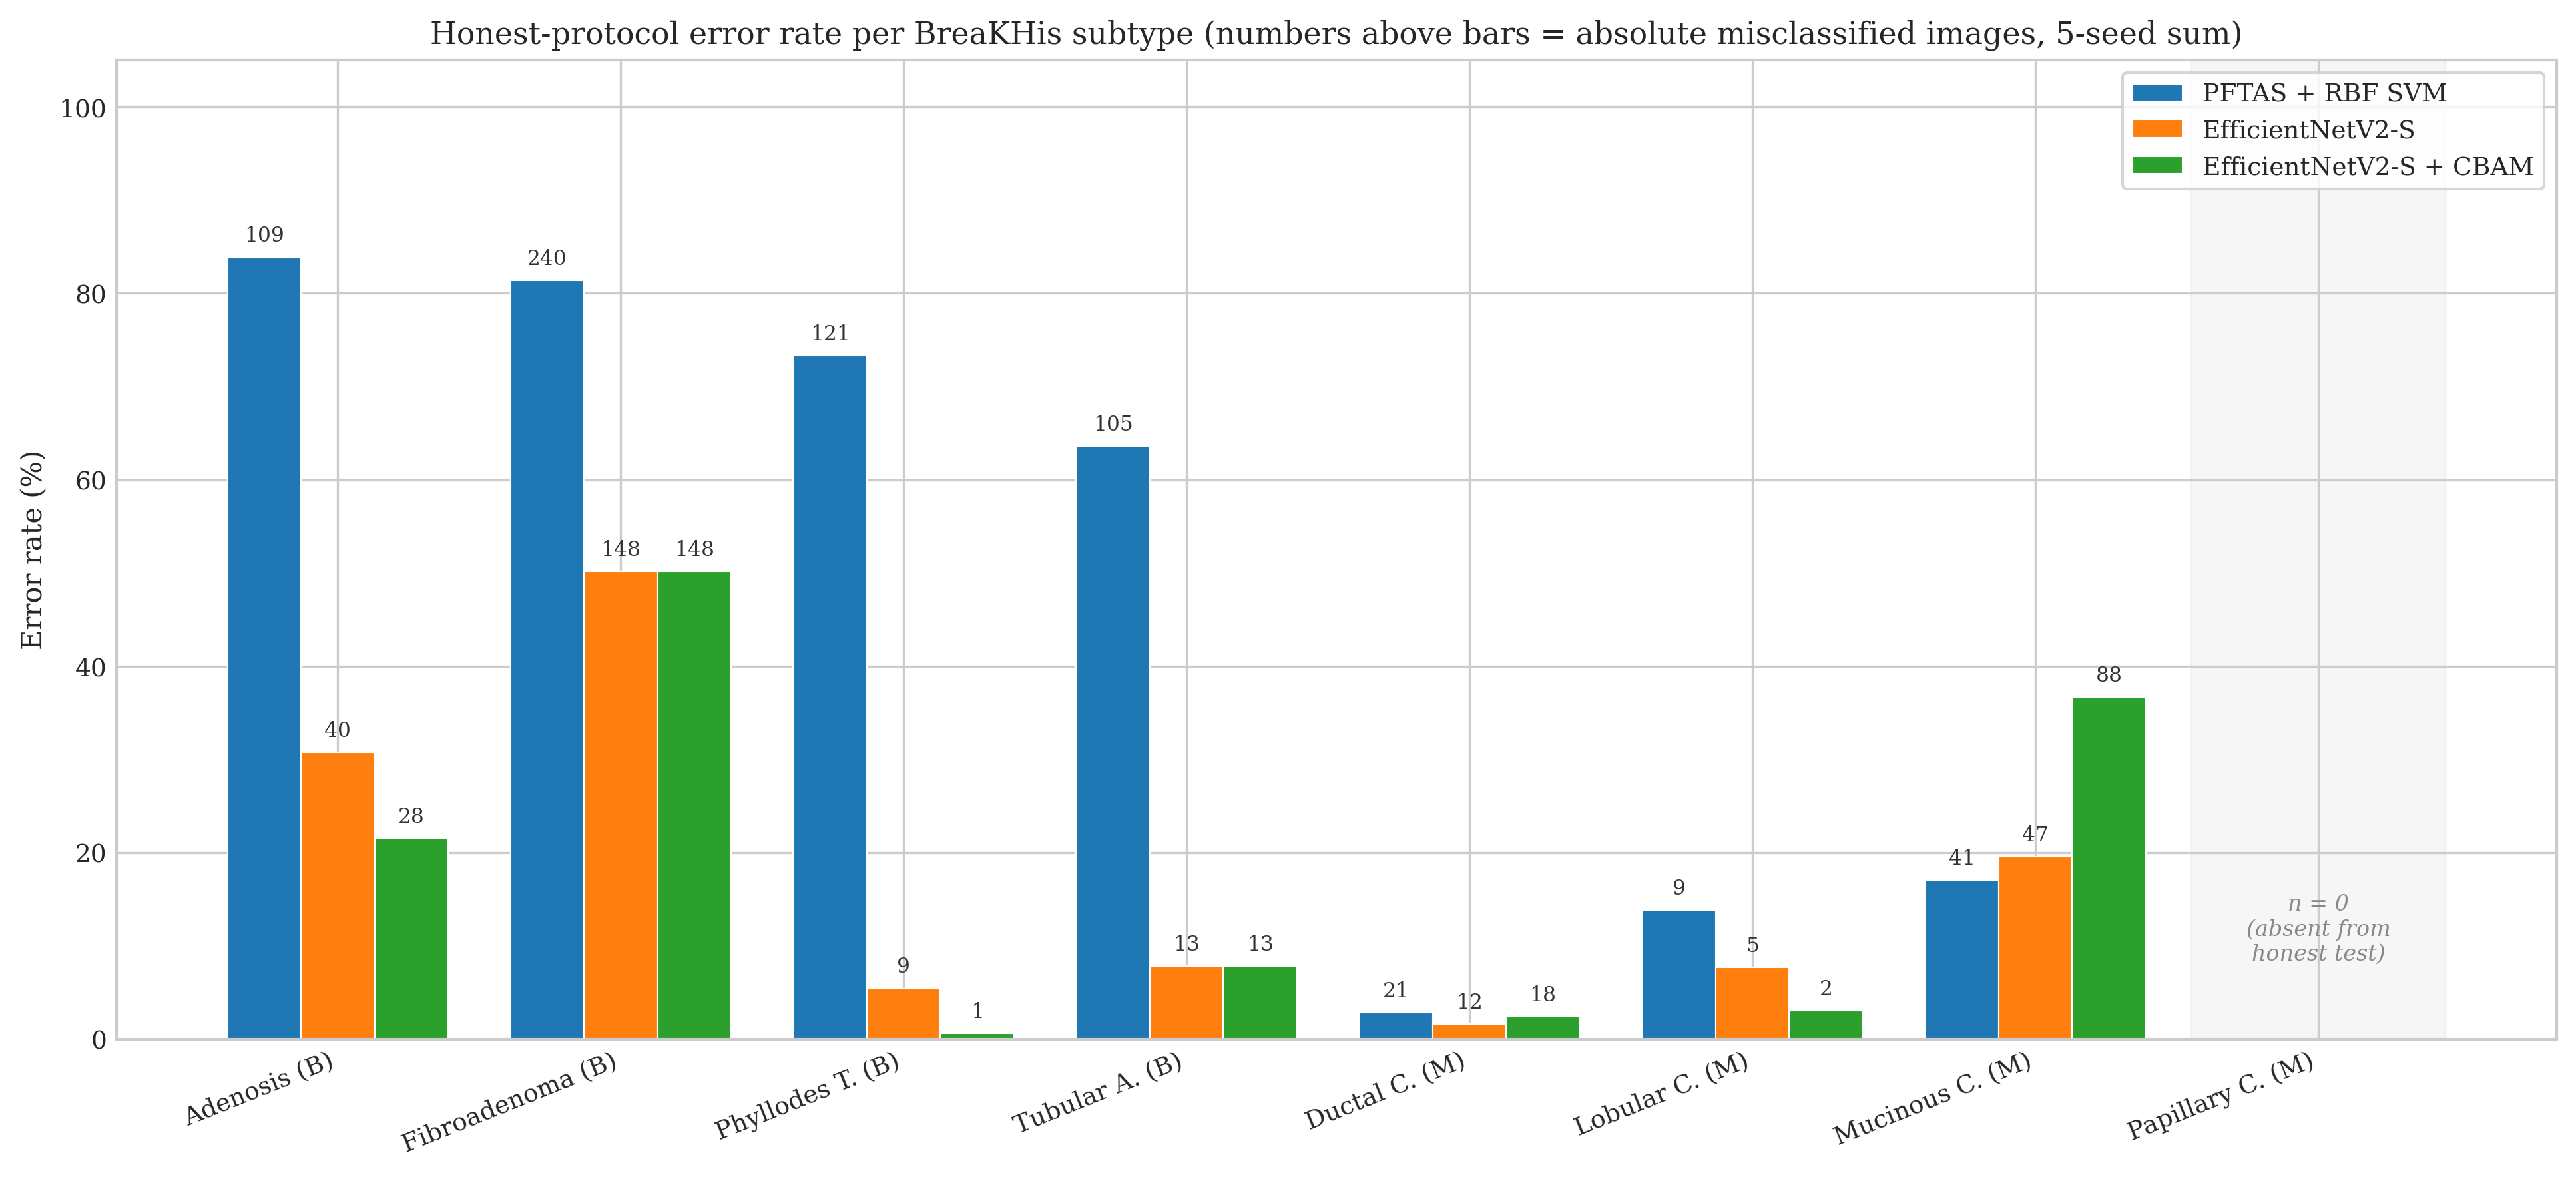 Honest-protocol error rate per BreaKHis subtype (numbers above bars = absolute misclassified images, 5-seed sum)
PFTAS + RBF SVM
EfficientNetV2-S
EfficientNetV2-S + CBAM
Error rate (%)
100
80
60
40
20
0
109
40
28
240
148
148
121
9
1
105
13
13
21
12
18
9
5
2
41
47
88
n = 0
(absent from
honest test)
Adenosis (B)
Fibroadenoma (B)
Phyllodes T. (B)
Tubular A. (B)
Ductal C. (M)
Lobular C. (M)
Mucinous C. (M)
Papillary C. (M)